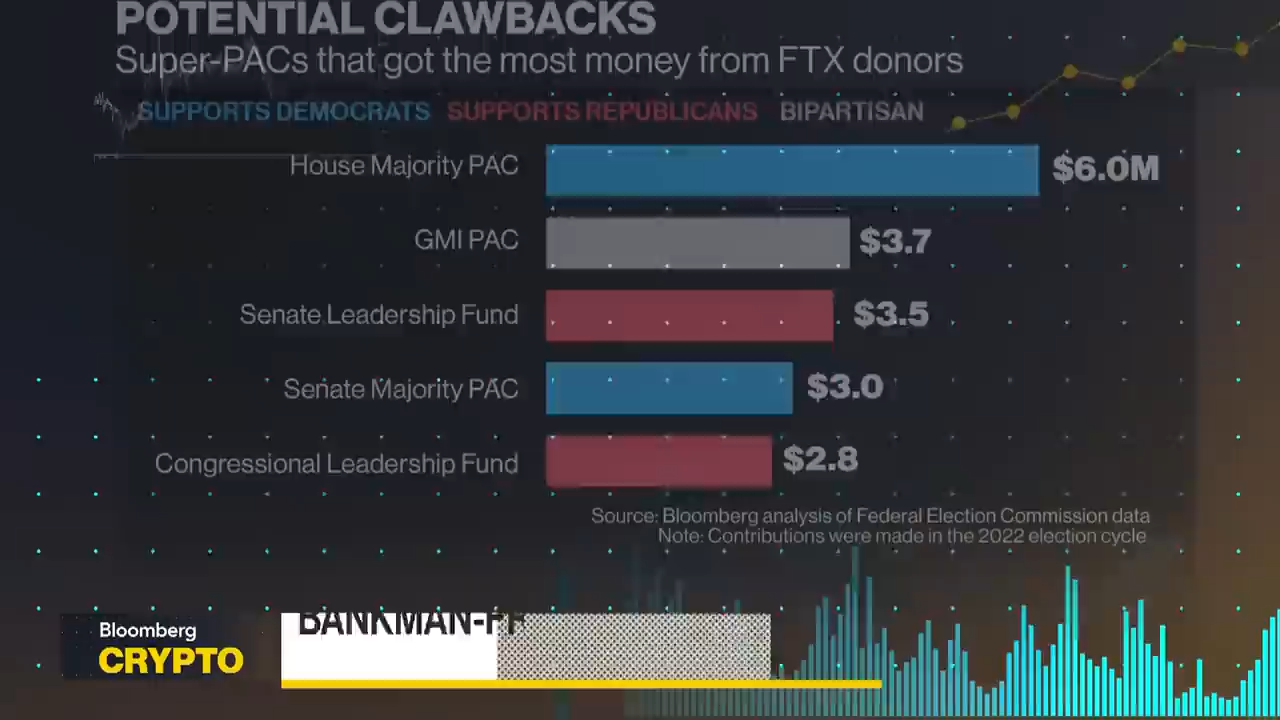 POTENTIAL CLAWBACKS
Super-PACs that got the most money from FTX donors
SUPPORTS DEMOCRATS SUPPORTS REPUBLICANS BIPARTISAN
House Majority PAC $6.0M
GMI PAC $3.7
Senate Leadership Fund $3.5
Senate Majority PAC $3.0
Congressional Leadership Fund $2.8
Source: Bloomberg analysis of Federal Election Commission data
Note: Contributions were made in the 2022 election cycle
Bloomberg
CRYPTO
BANKMAN-